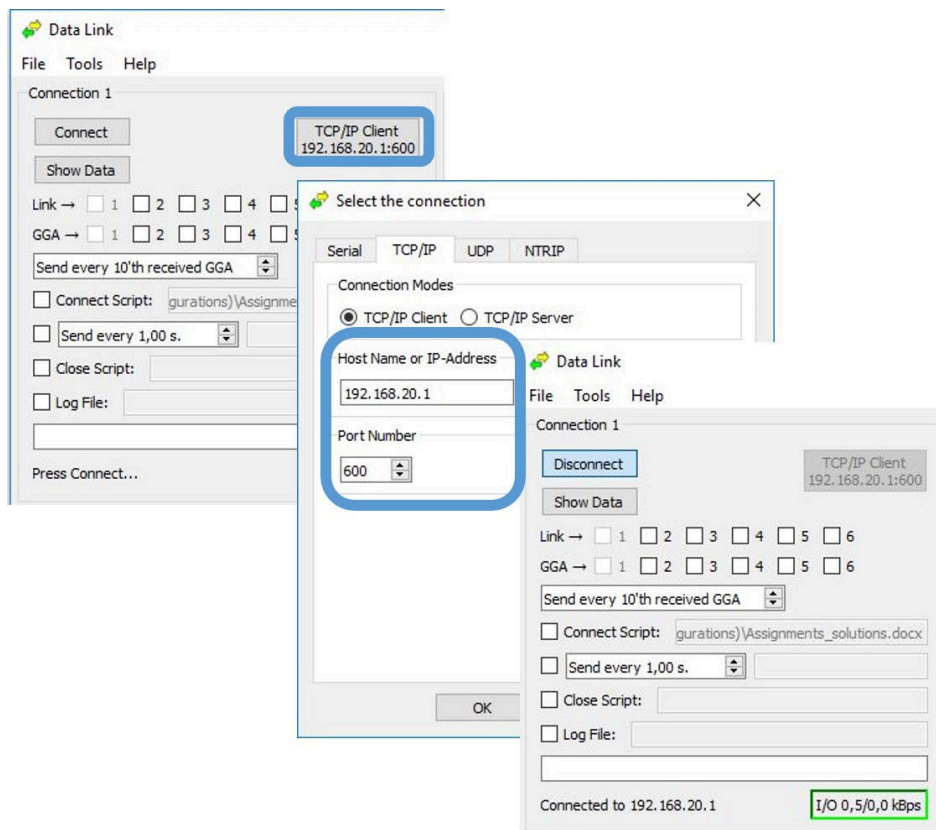 Data Link
File Tools Help
Connection 1
Connect
TCP/IP Client
192.168.20.1:600
Show Data
Link → 1 2 3 4
GGA → 1 2 3 4
Send every 10'th received GGA
Connect Script: gurations)\Assignme
Send every 1,00 s.
Close Script:
Log File:
Press Connect...
Select the connection
Serial TCP/IP UDP NTRIP
Connection Modes
TCP/IP Client TCP/IP Server
Host Name or IP-Address
192.168.20.1
Port Number
600
OK
Data Link
File Tools Help
Connection 1
Disconnect
TCP/IP Client
192.168.20.1:600
Show Data
Link → 1 2 3 4 5 6
GGA → 1 2 3 4 5 6
Send every 10'th received GGA
Connect Script: gurations)\Assignments_solutions.docx
Send every 1,00 s.
Close Script:
Log File:
Connected to 192.168.20.1
I/O 0,5/0,0 kBps